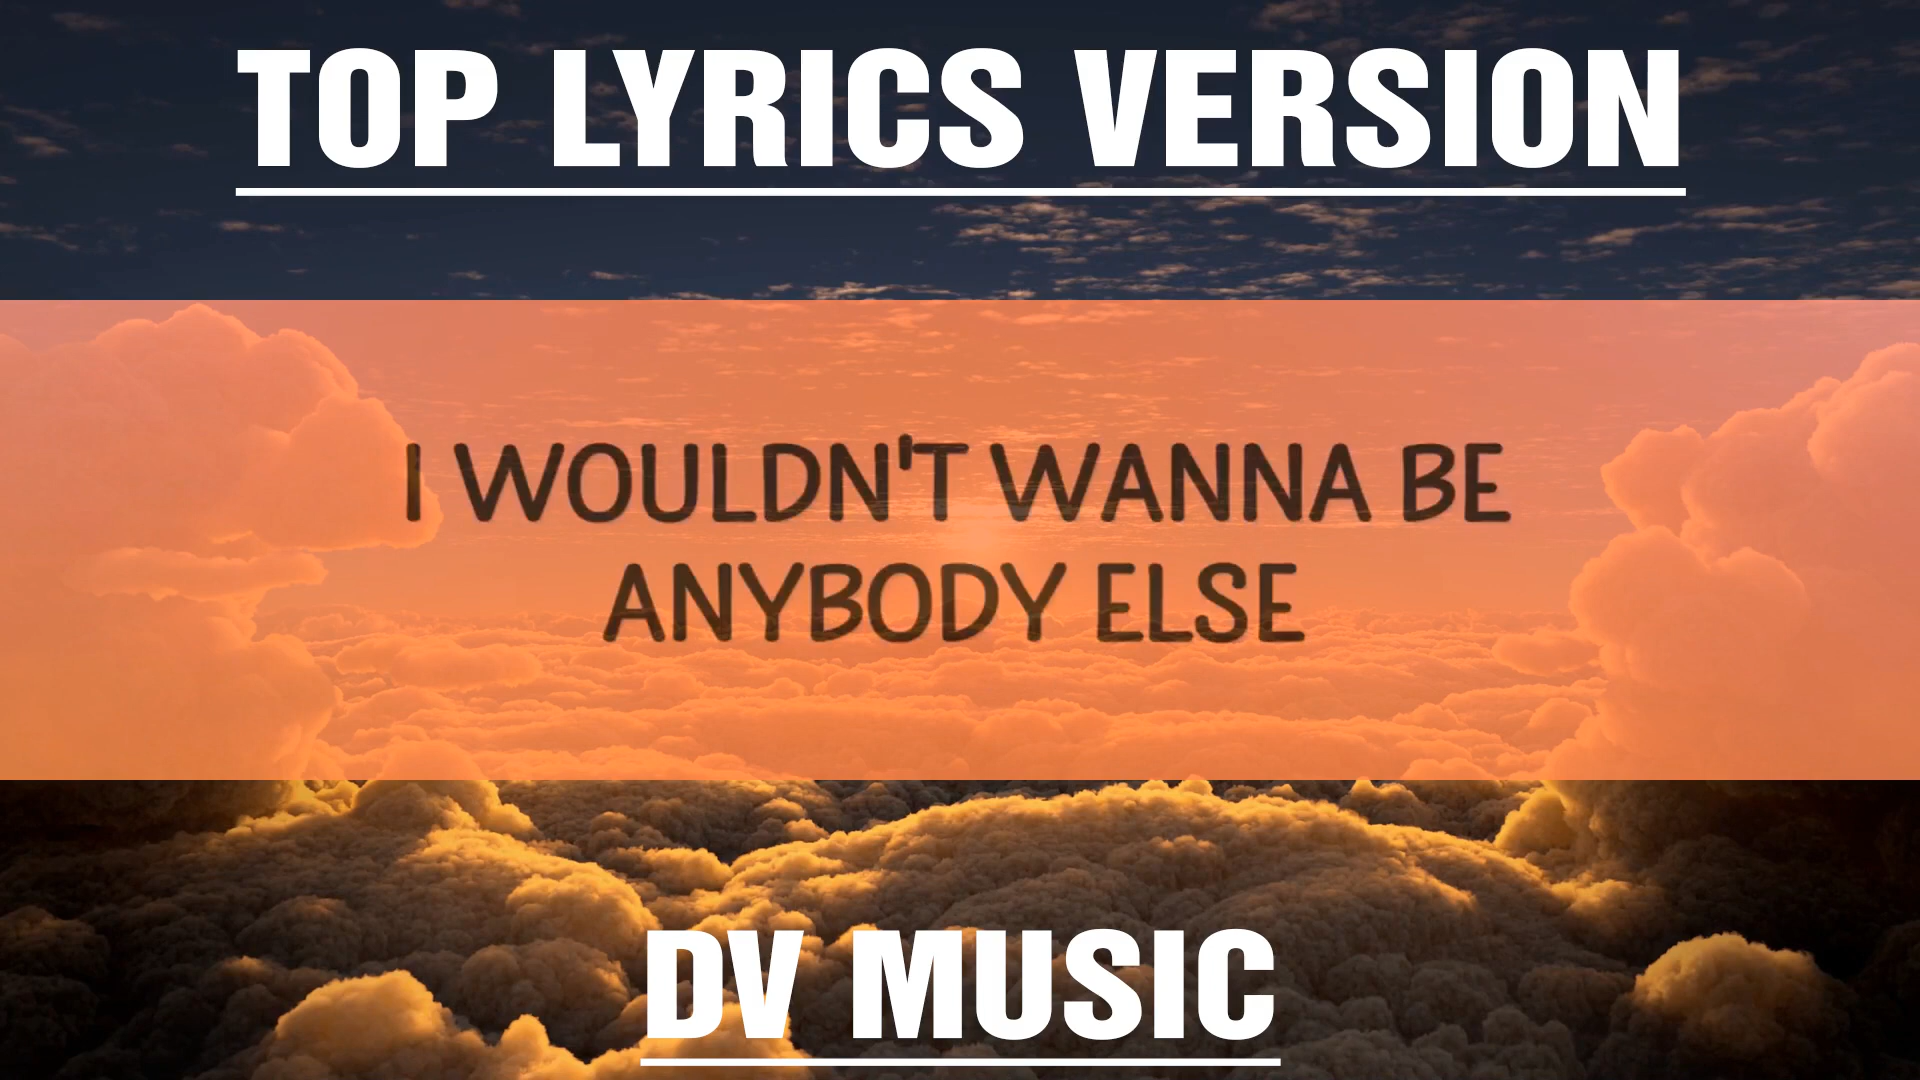 TOP LYRICS VERSION
I WOULDN'T WANNA BE
ANYBODY ELSE
DV MUSIC